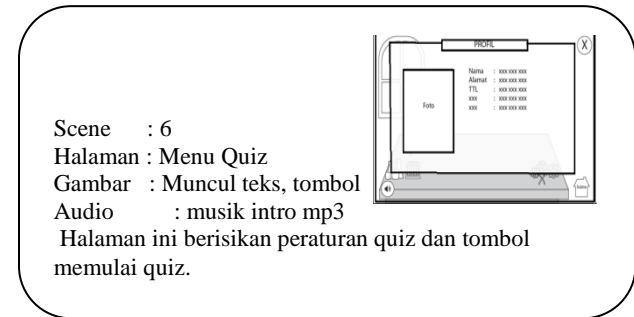 PROFIL
X
Nama : xxx xxx xxx
Alamat : xxx xxx xxx
TTL : xxx xxx xxx
xxx : xxx xxx xxx
xxx : xxx xxx xxx
Foto
home
Scene : 6
Halaman : Menu Quiz
Gambar : Muncul teks, tombol
Audio : musik intro mp3
Halaman ini berisikan peraturan quiz dan tombol
memulai quiz.